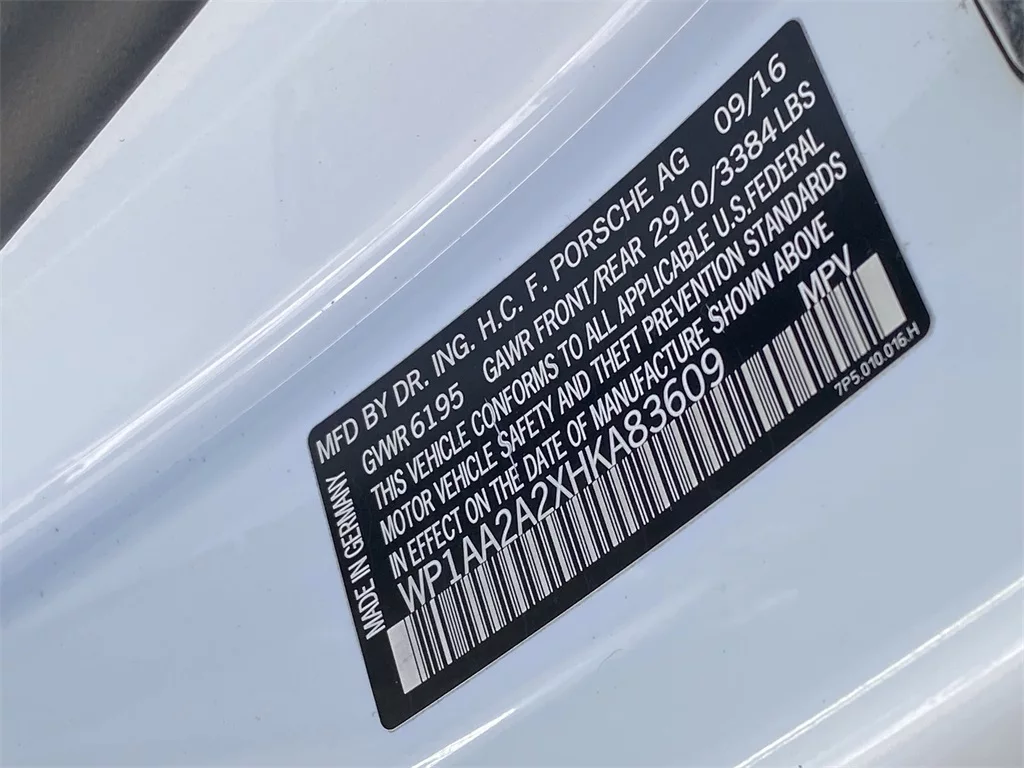 MFD BY DR. ING. H.C. F. PORSCHE AG 09/16
GVWR 6195 GAWR FRONT/REAR 2910/3384 LBS
THIS VEHICLE CONFORMS TO ALL APPLICABLE U.S.FEDERAL
MOTOR VEHICLE SAFETY AND THEFT PREVENTION STANDARDS
IN EFFECT ON THE DATE OF MANUFACTURE SHOWN ABOVE
WP1AA2A2XHKA83609 MPV
MADE IN GERMANY
7P5.010.016.H